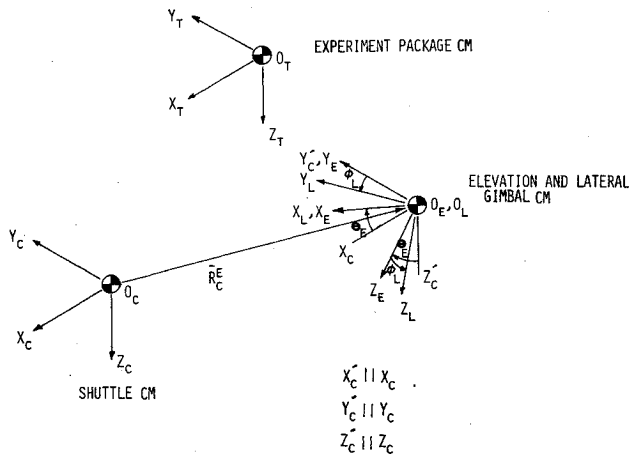 Y_T
O_T
EXPERIMENT PACKAGE CM
X_T
Z_T
Y_C´, Y_E
ϕ_L
Y_L
ELEVATION AND LATERAL
GIMBAL CM
O_E, O_L
X_L, X_E
Θ_E
X_C
Y_C
R̄_C^E
Θ_E
Z_C´
ϕ_L
Z_E
Z_L
O_C
X_C
Z_C
SHUTTLE CM
X_C´ || X_C
Y_C´ || Y_C
Z_C´ || Z_C